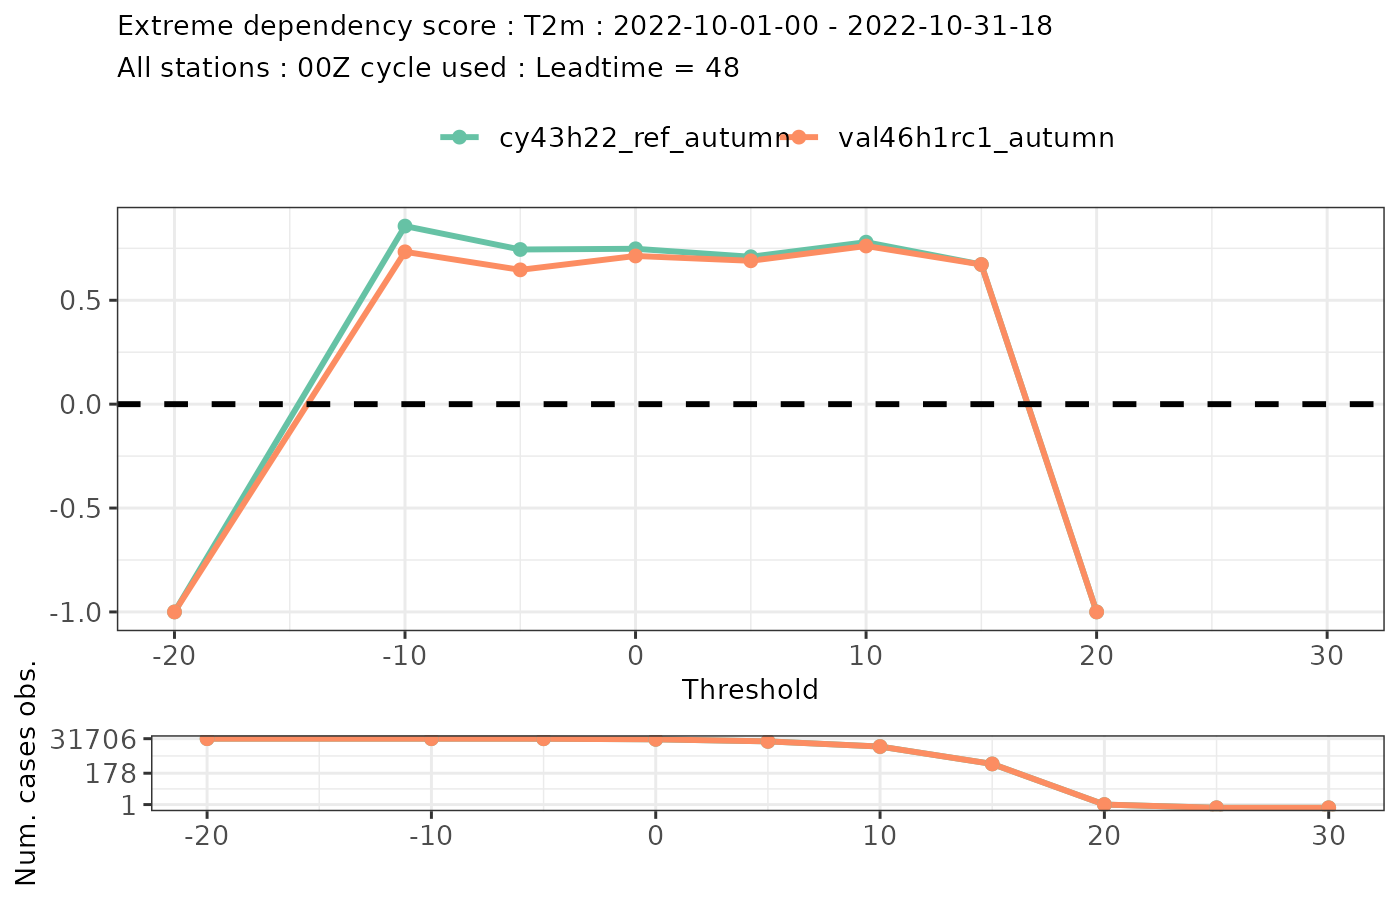 Extreme dependency score : T2m : 2022-10-01-00 - 2022-10-31-18
All stations : 00Z cycle used : Leadtime = 48
cy43h22_ref_autumn val46h1rc1_autumn
0.5
0.0
-0.5
-1.0
-20 -10 0 10 20 30
Threshold
Num. cases obs.
31706
178
1
-20 -10 0 10 20 30